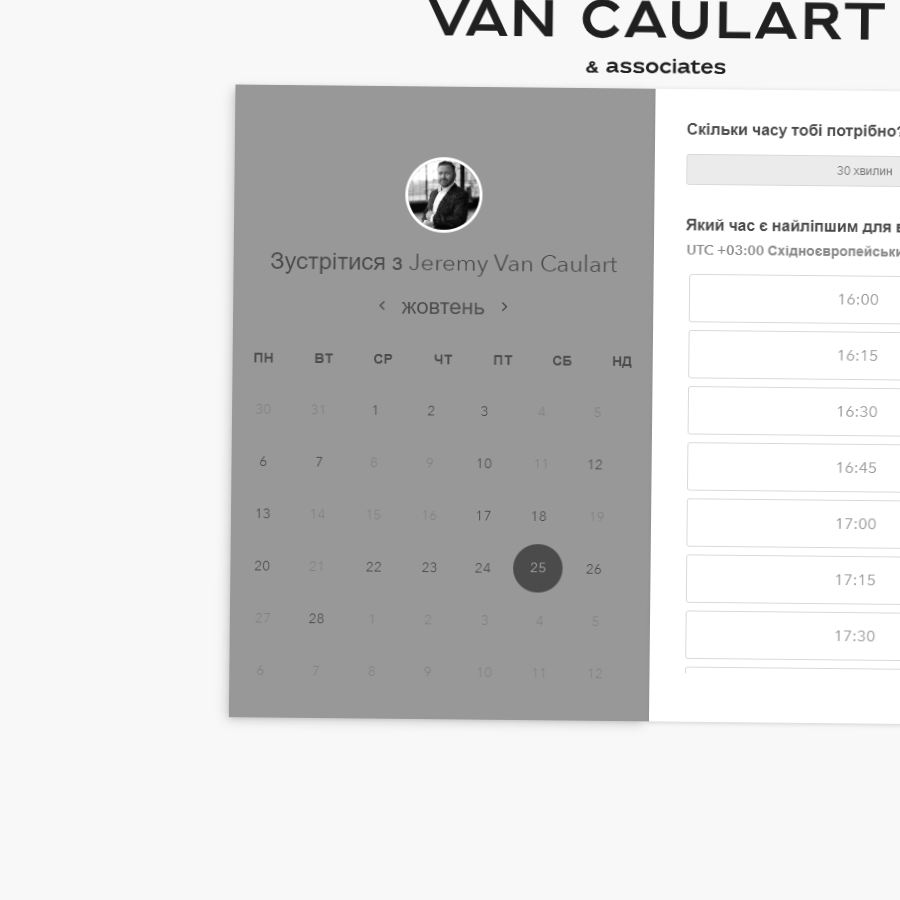 VAN CAULART
& associates
Зустрітися з Jeremy Van Caulart
жовтень
ПН ВТ СР ЧТ ПТ СБ НД
30 31 1 2 3 4 5
6 7 8 9 10 11 12
13 14 15 16 17 18 19
20 21 22 23 24 25 26
27 28 1 2 3 4 5
6 7 8 9 10 11 12
Скільки часу тобі потрібно?
30 хвилин
Який час є найліпшим для
UTC +03:00
16:00
16:15
16:30
16:45
17:00
17:15
17:30